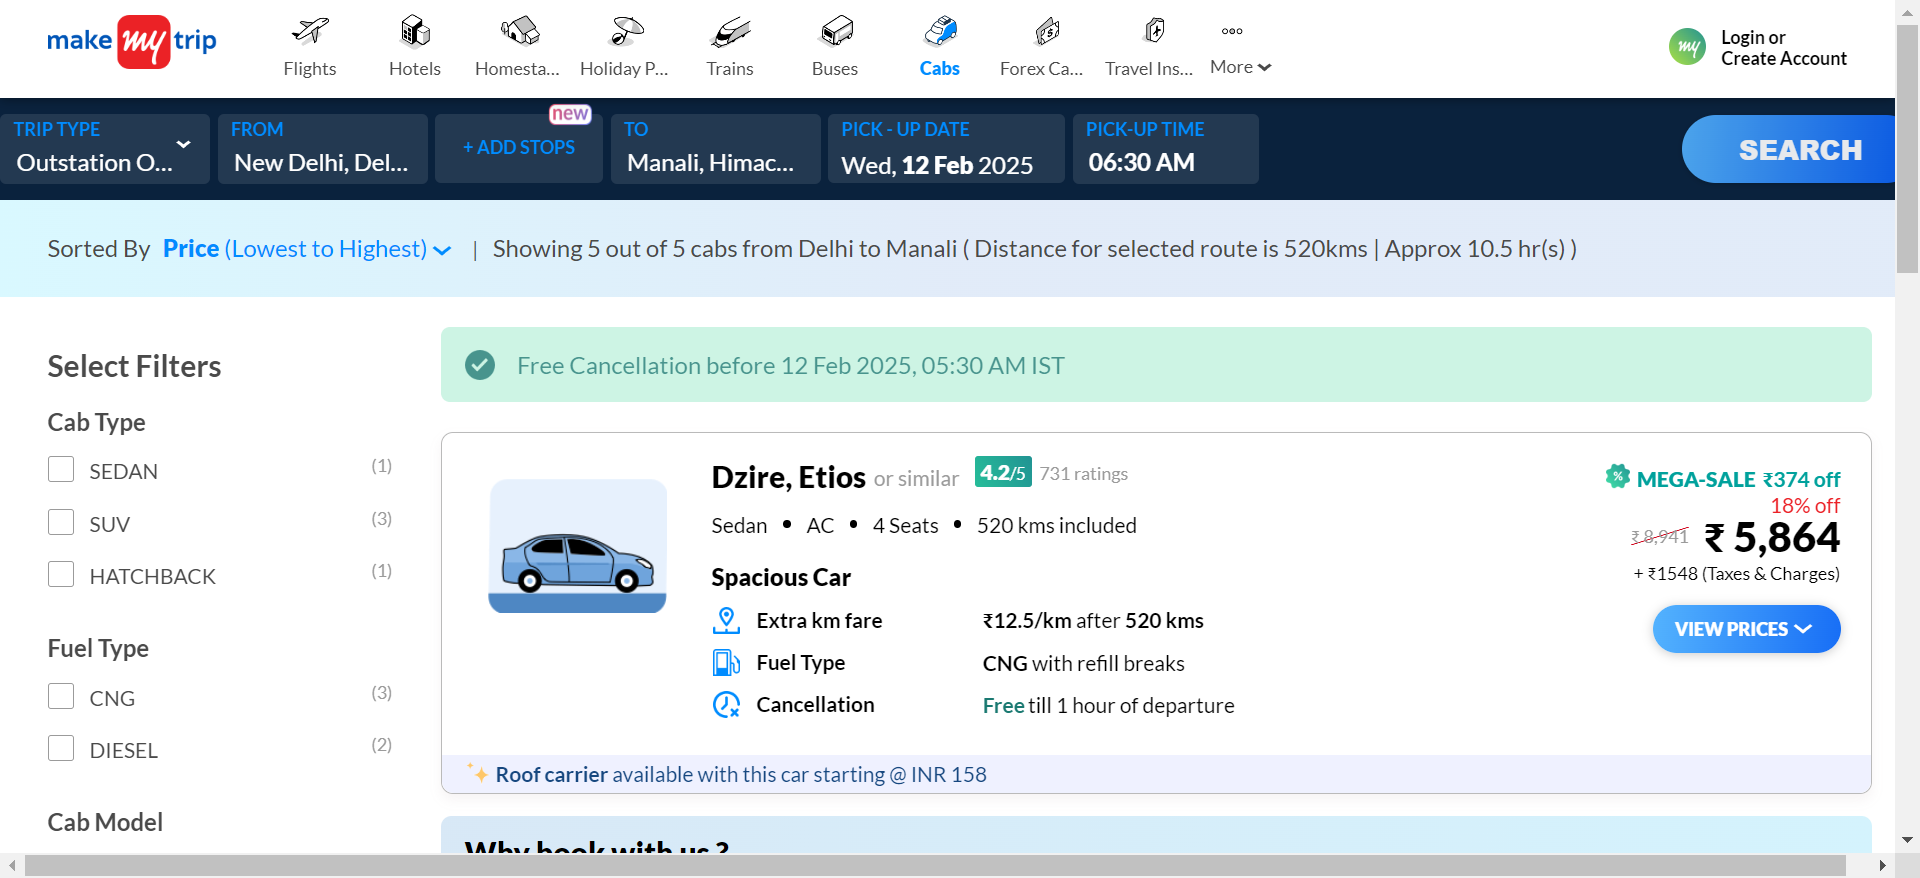 make my trip
Flights
Hotels
Homesta...
Holiday P...
Trains
Buses
Cabs
Forex Ca...
Travel Ins...
More
my
Login or
Create Account
TRIP TYPE
Outstation O...
FROM
New Delhi, Del...
new
+ ADD STOPS
TO
Manali, Himac...
PICK - UP DATE
Wed, 12 Feb 2025
PICK-UP TIME
06:30 AM
SEARCH
Sorted By Price (Lowest to Highest) | Showing 5 out of 5 cabs from Delhi to Manali ( Distance for selected route is 520kms | Approx 10.5 hr(s) )
Select Filters
Cab Type
SEDAN (1)
SUV (3)
HATCHBACK (1)
Fuel Type
CNG (3)
DIESEL (2)
Cab Model
Free Cancellation before 12 Feb 2025, 05:30 AM IST
Dzire, Etios or similar 4.2/5 731 ratings
Sedan • AC • 4 Seats • 520 kms included
Spacious Car
Extra km fare ₹12.5/km after 520 kms
Fuel Type CNG with refill breaks
Cancellation Free till 1 hour of departure
% MEGA-SALE ₹374 off
18% off
₹ 8,941 ₹ 5,864
+ ₹1548 (Taxes & Charges)
VIEW PRICES
Roof carrier available with this car starting @ INR 158
Why book with us ?